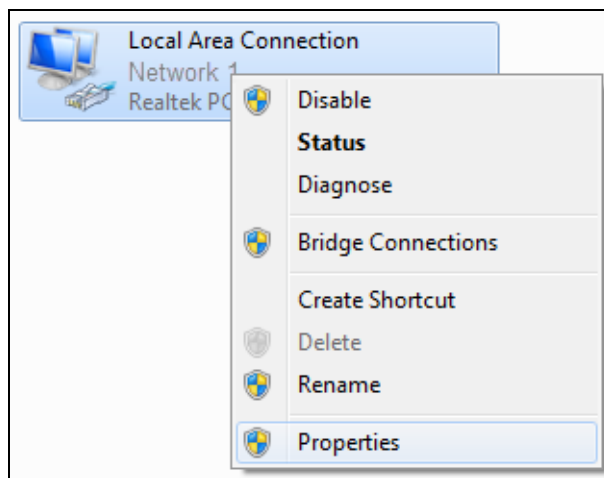 Local Area Connection
Network 1
Realtek PC
Disable
Status
Diagnose
Bridge Connections
Create Shortcut
Delete
Rename
Properties